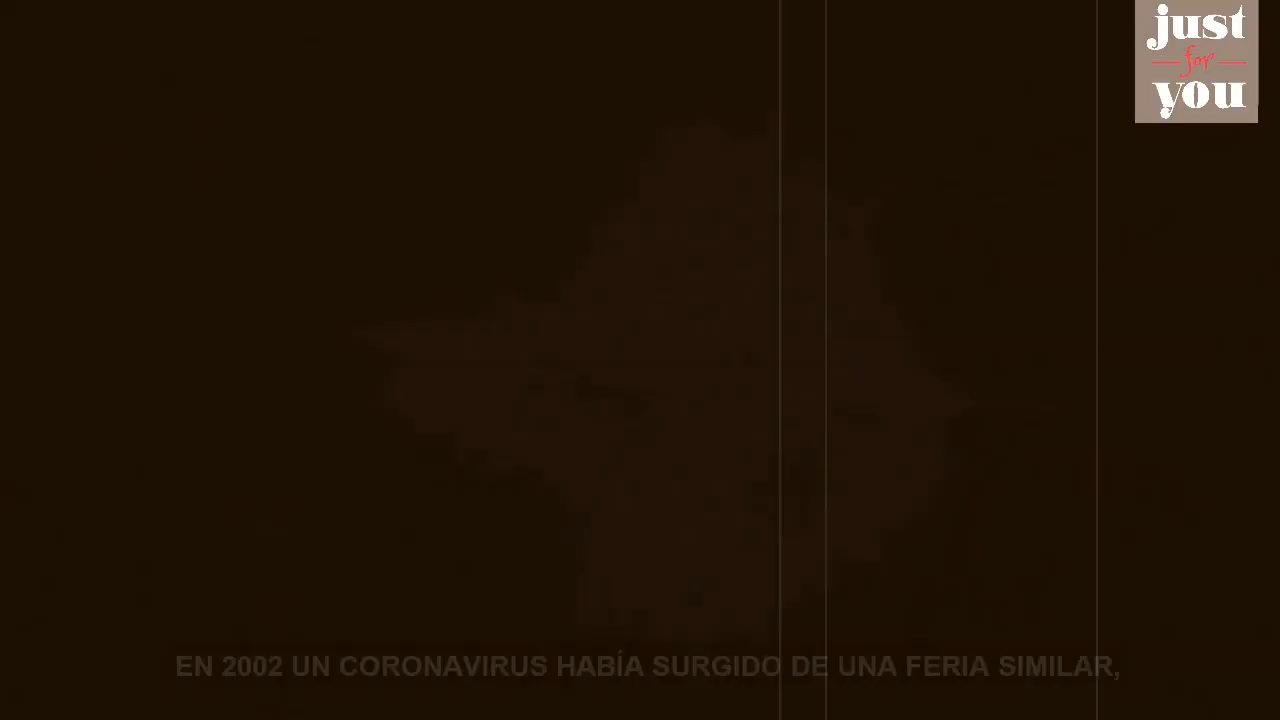 just
for
you
EN 2002 UN CORONAVIRUS HABÍA SURGIDO DE UNA FERIA SIMILAR,